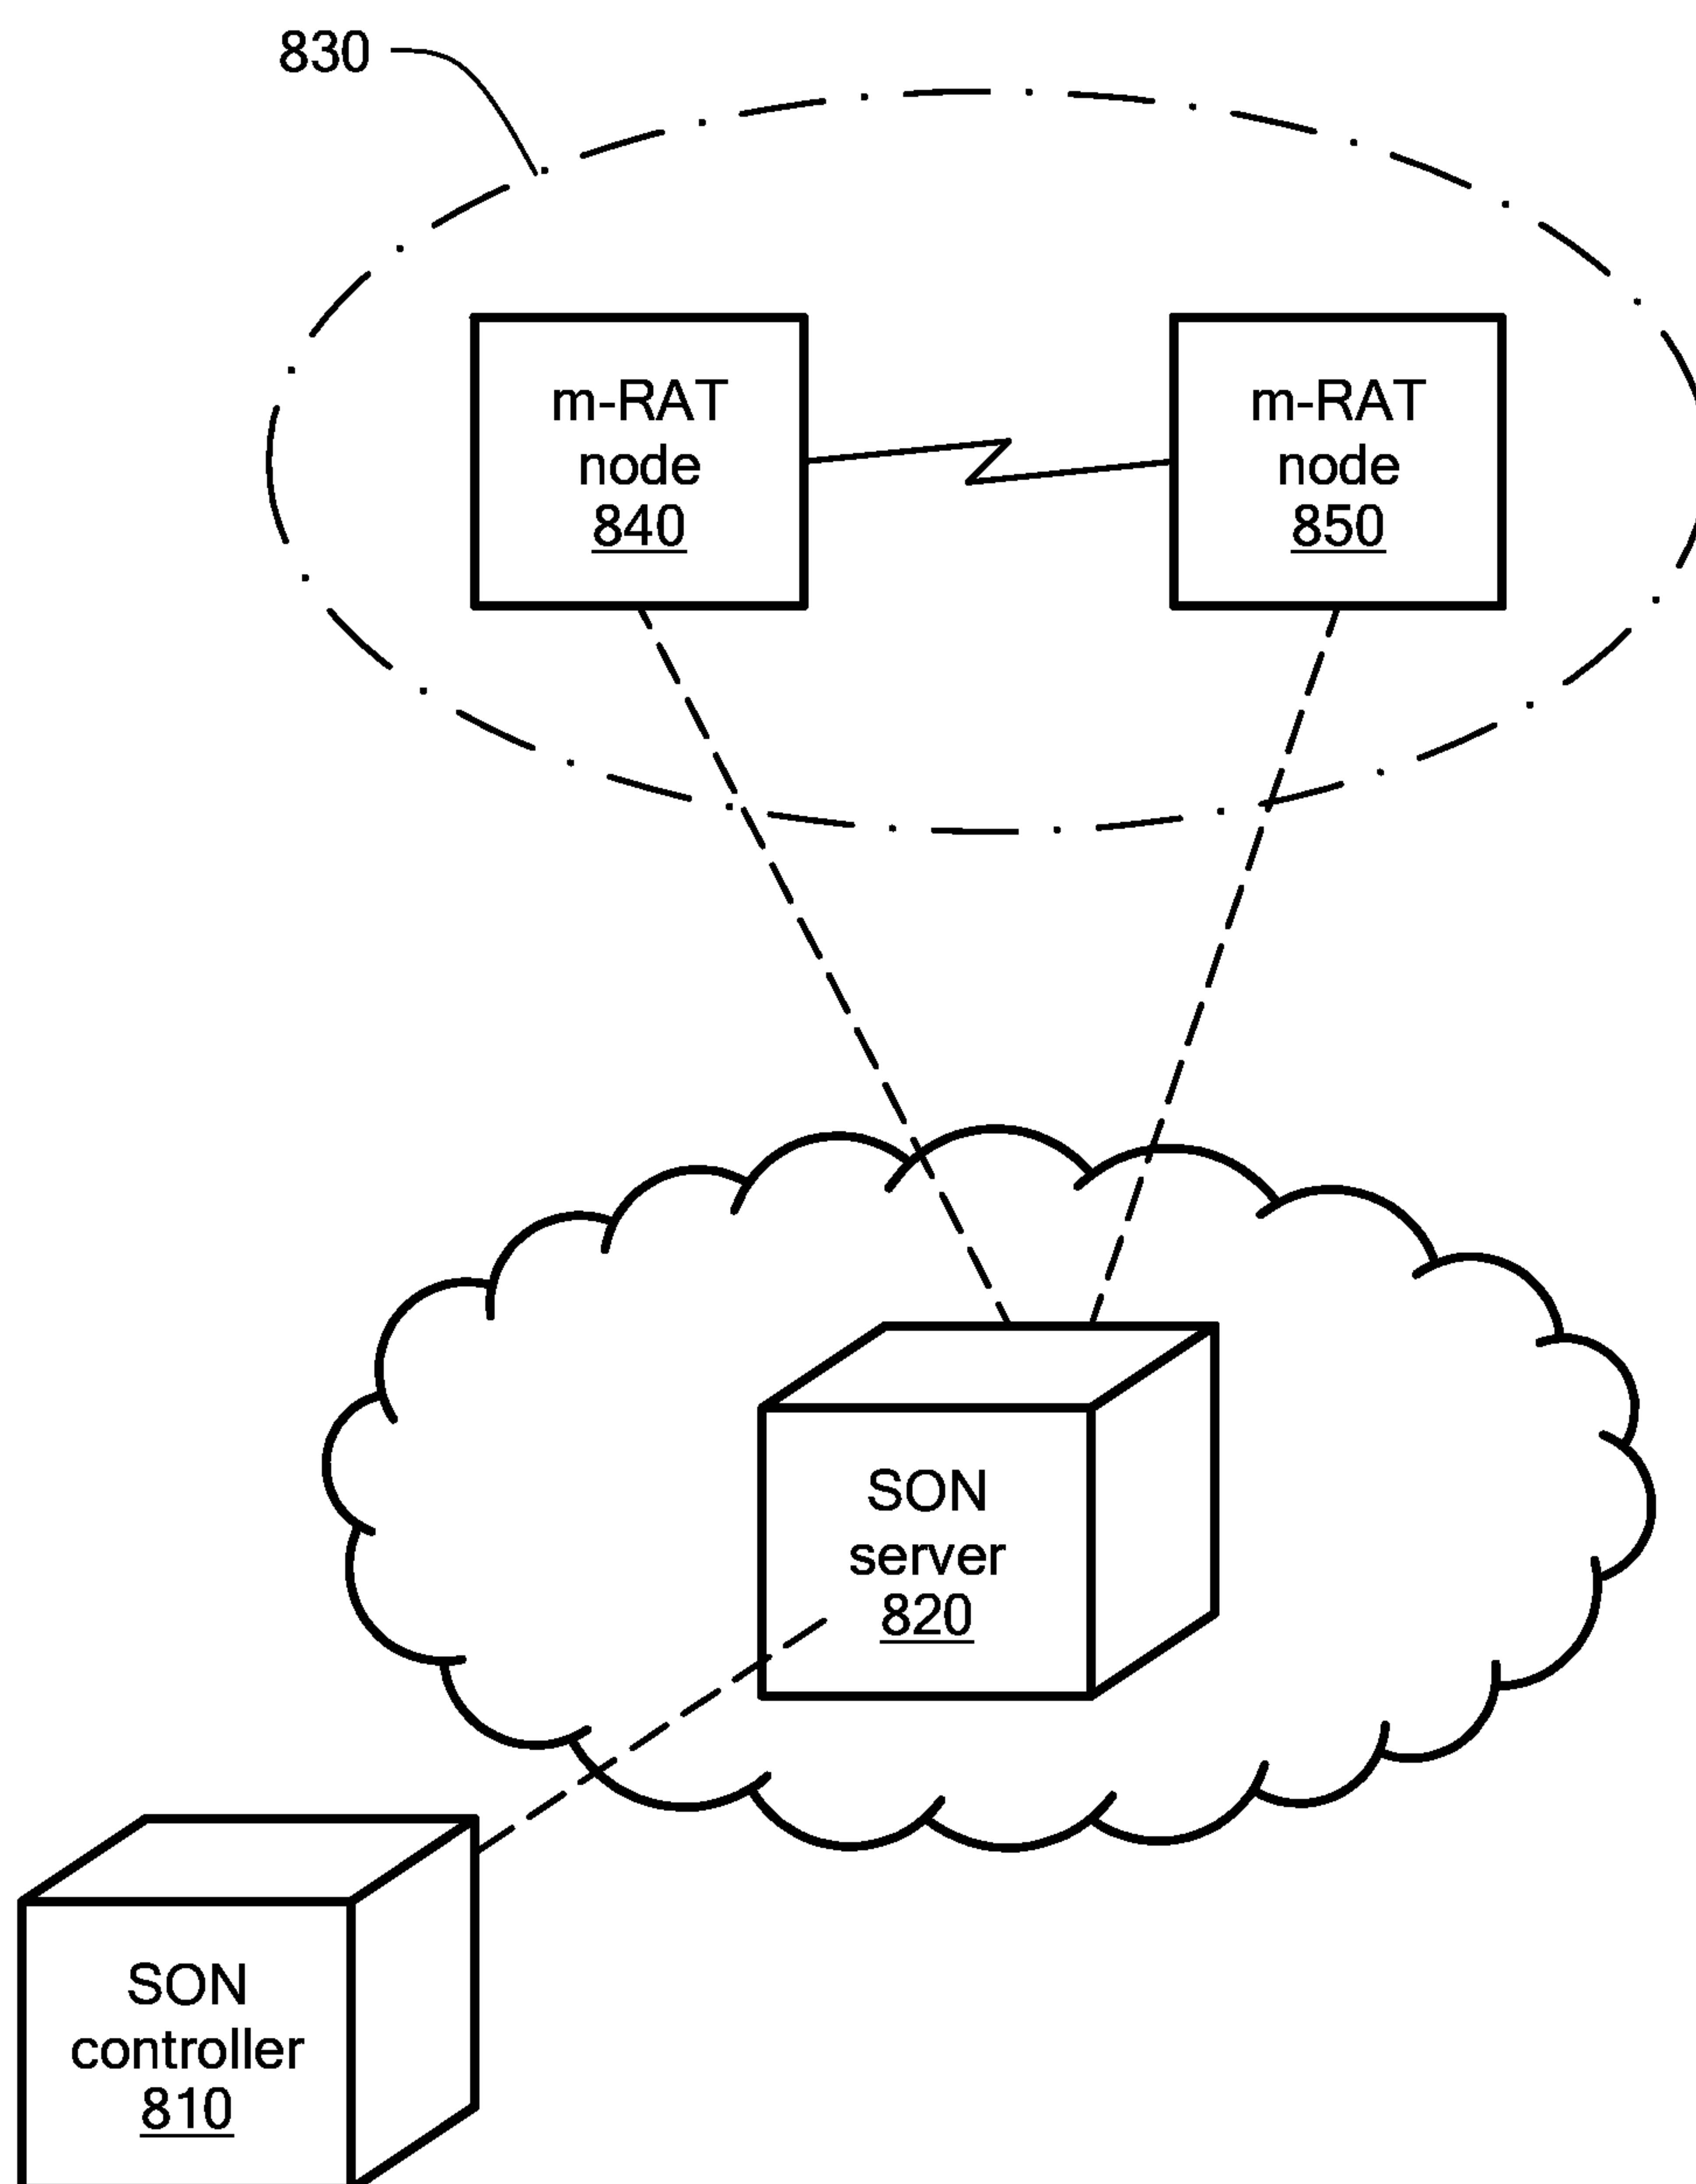 830
m-RAT
node
840
m-RAT
node
850
SON
server
820
SON
controller
810